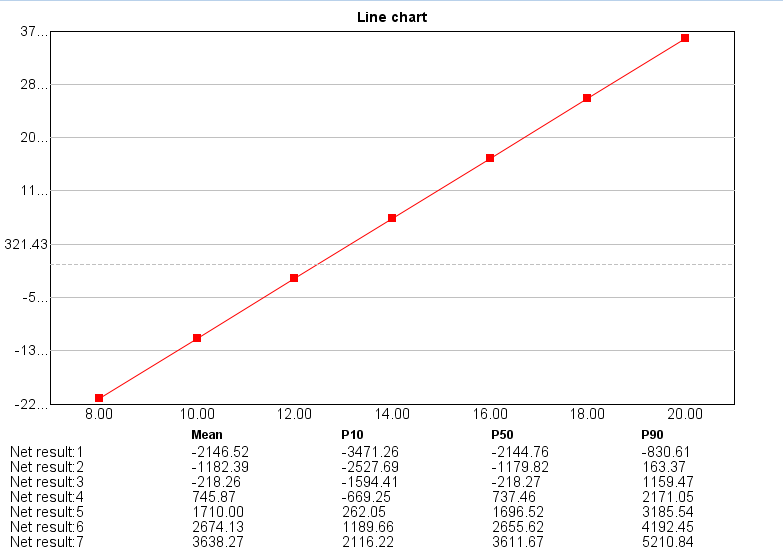 Line chart
37...
28...
20...
11...
321.43
-5...
-13...
-22...
8.00 10.00 12.00 14.00 16.00 18.00 20.00
Mean P10 P50 P90
Net result:1 -2146.52 -3471.26 -2144.76 -830.61
Net result:2 -1182.39 -2527.69 -1179.82 163.37
Net result:3 -218.26 -1594.41 -218.27 1159.47
Net result:4 745.87 -669.25 737.46 2171.05
Net result:5 1710.00 262.05 1696.52 3185.54
Net result:6 2674.13 1189.66 2655.62 4192.45
Net result:7 3638.27 2116.22 3611.67 5210.84